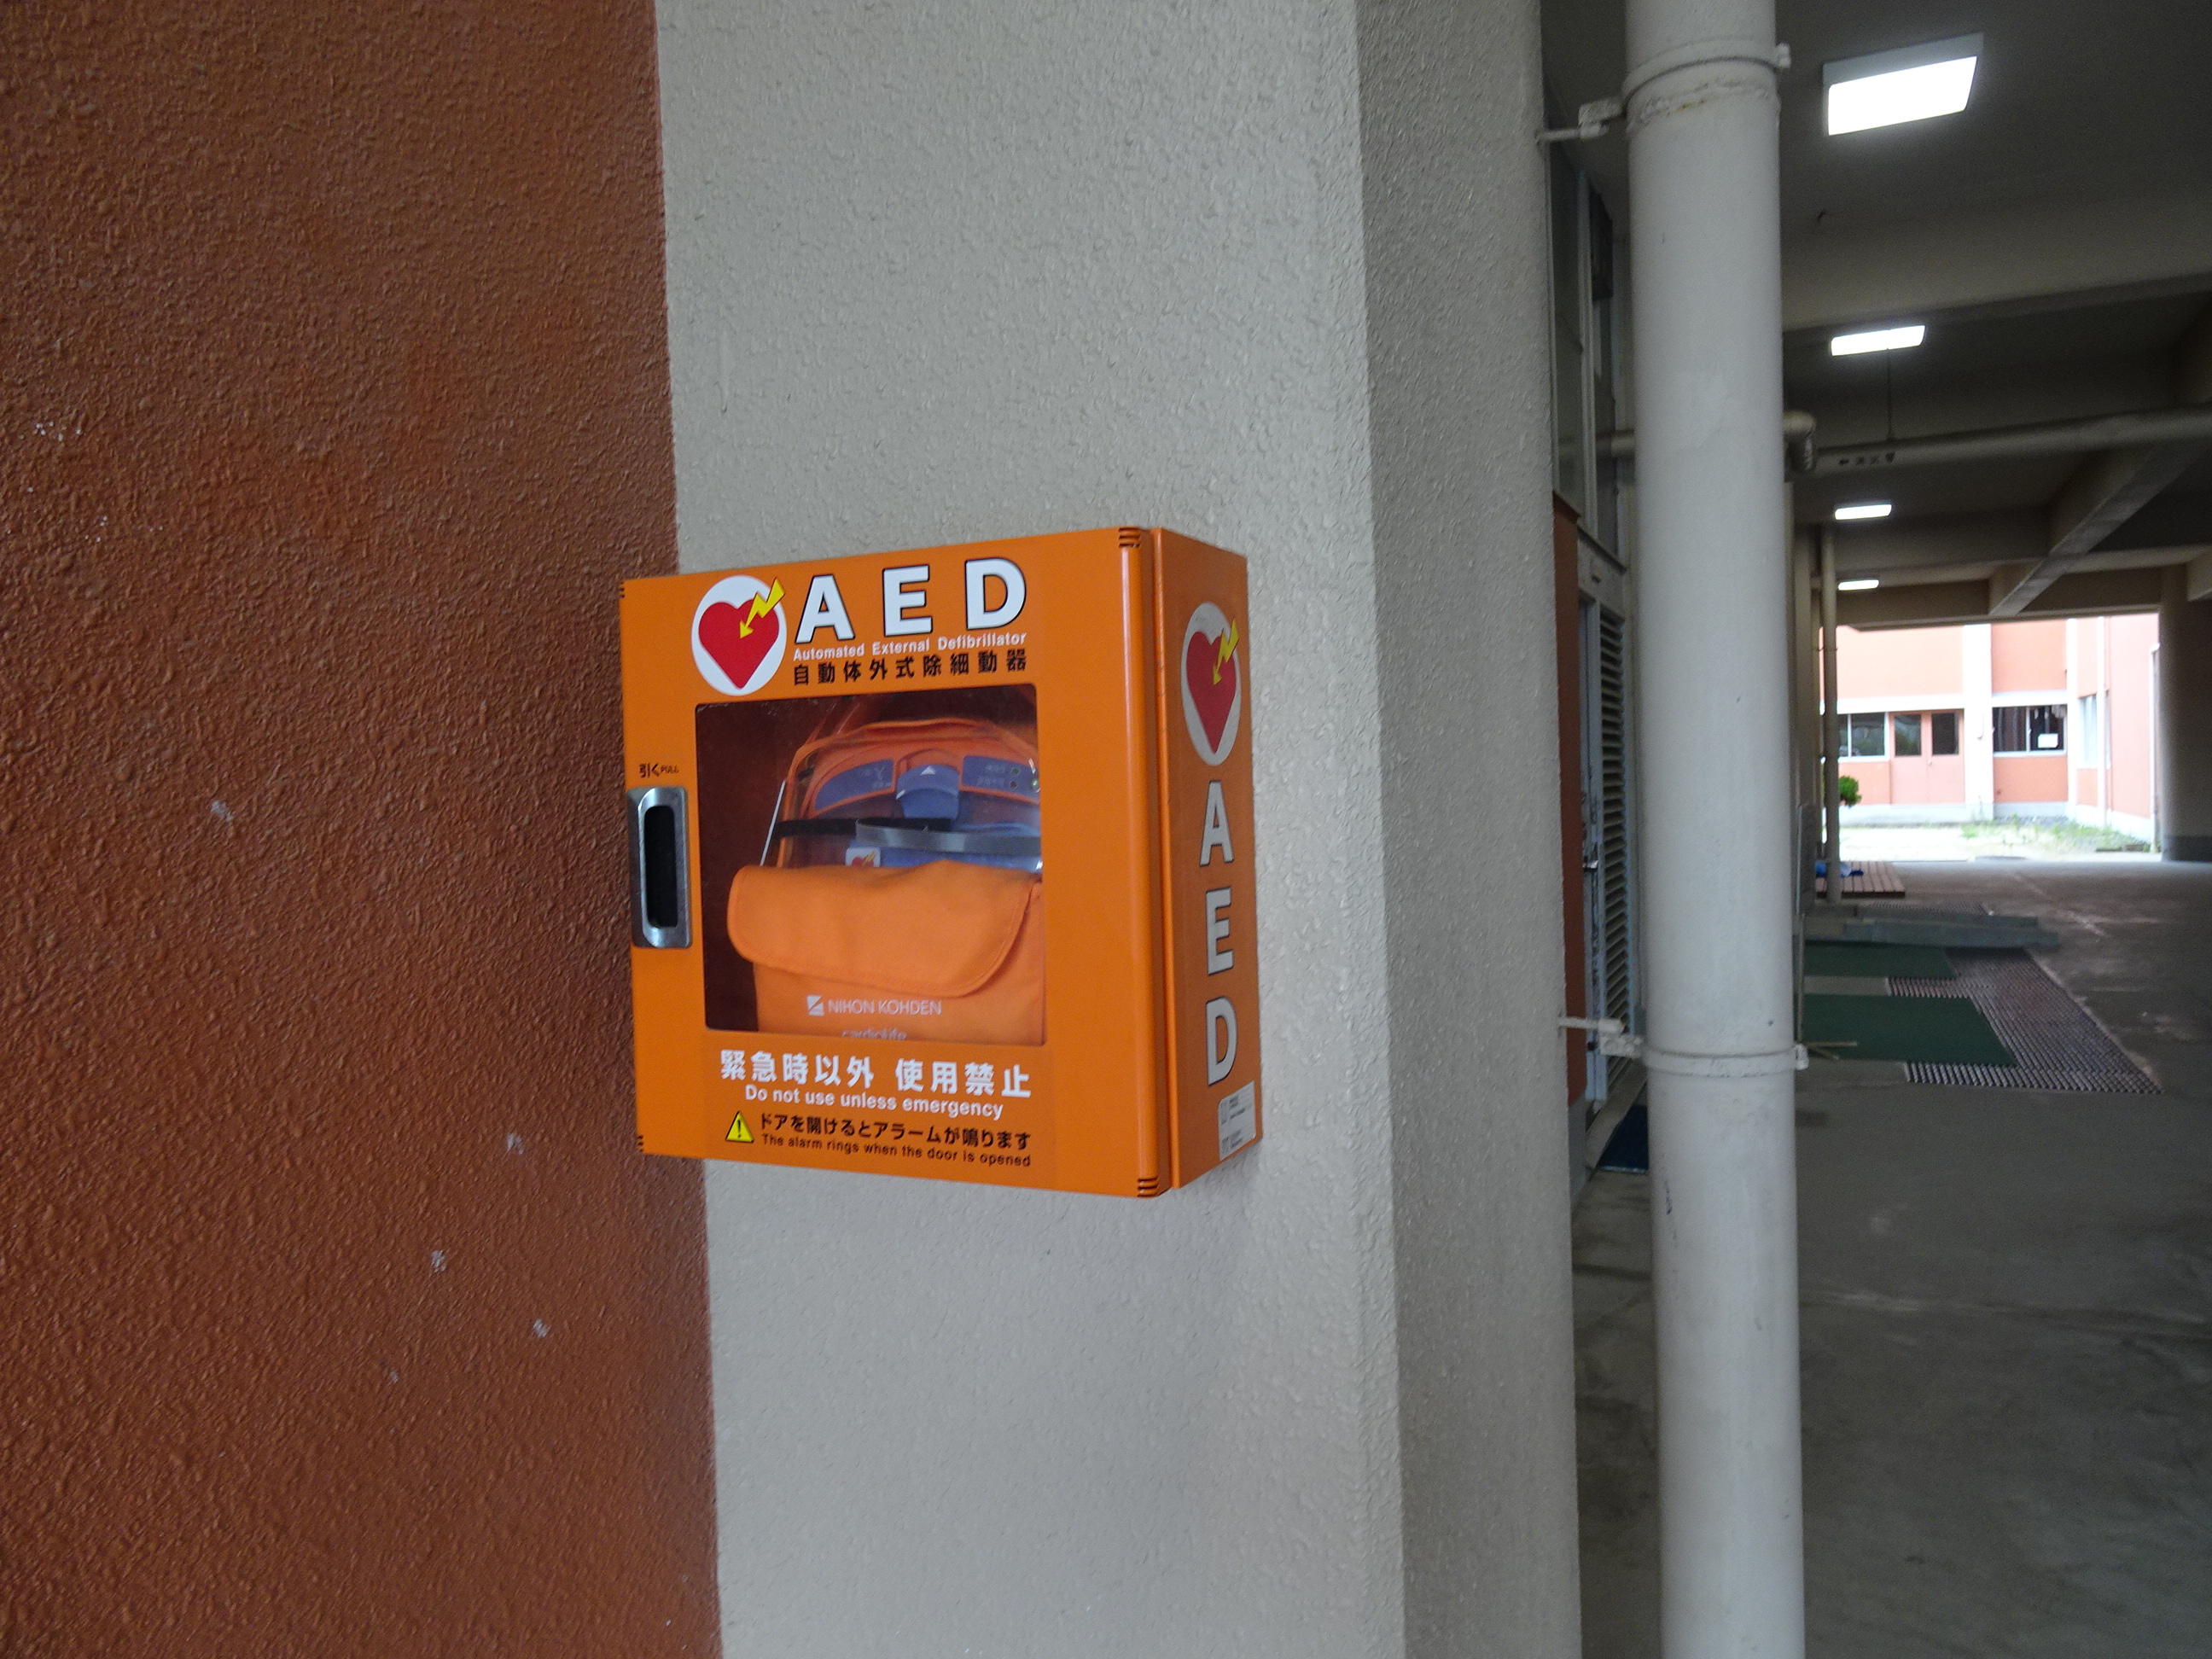 AED
Automated External Defibrillator
自動体外式除細動器
引く PULL
NIHON KOHDEN
cardiolife
緊急時以外 使用禁止
Do not use unless emergency
ドアを開けるとアラームが鳴ります
The alarm rings when the door is opened
AED